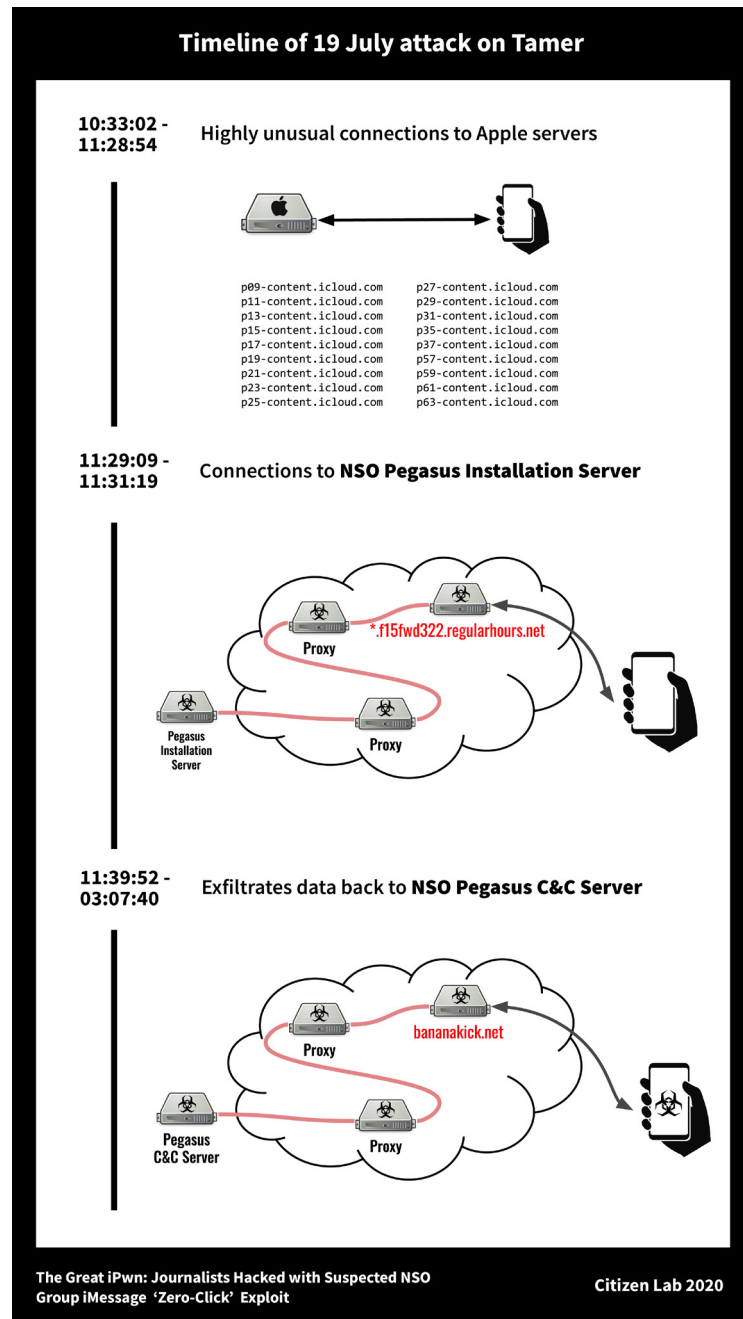 Timeline of 19 July attack on Tamer
10:33:02 -
11:28:54
Highly unusual connections to Apple servers
p09-content.icloud.com
p11-content.icloud.com
p13-content.icloud.com
p15-content.icloud.com
p17-content.icloud.com
p19-content.icloud.com
p21-content.icloud.com
p23-content.icloud.com
p25-content.icloud.com
p27-content.icloud.com
p29-content.icloud.com
p31-content.icloud.com
p35-content.icloud.com
p37-content.icloud.com
p57-content.icloud.com
p59-content.icloud.com
p61-content.icloud.com
p63-content.icloud.com
11:29:09 -
11:31:19
Connections to NSO Pegasus Installation Server
*.f15fwd322.regularhours.net
Proxy
Pegasus
Installation
Server
Proxy
11:39:52 -
03:07:40
Exfiltrates data back to NSO Pegasus C&C Server
bananakick.net
Proxy
Pegasus
C&C Server
Proxy
The Great iPwn: Journalists Hacked with Suspected NSO
Group iMessage ‘Zero-Click’ Exploit
Citizen Lab 2020